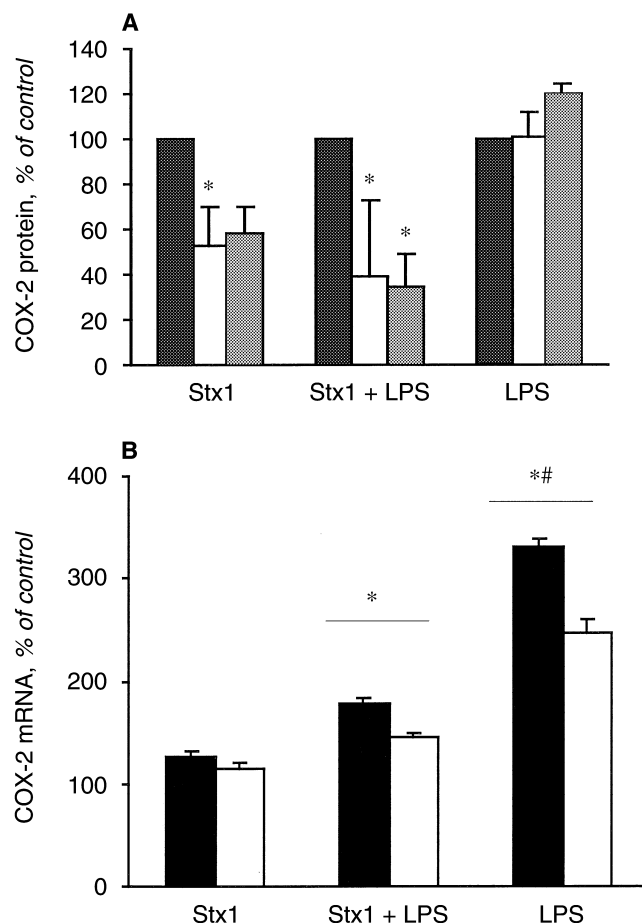 A
COX-2 protein, % of control
140
120
100
80
60
40
20
0
*
*
*
Stx1
Stx1 + LPS
LPS
B
COX-2 mRNA, % of control
400
300
200
100
0
*
*#
Stx1
Stx1 + LPS
LPS